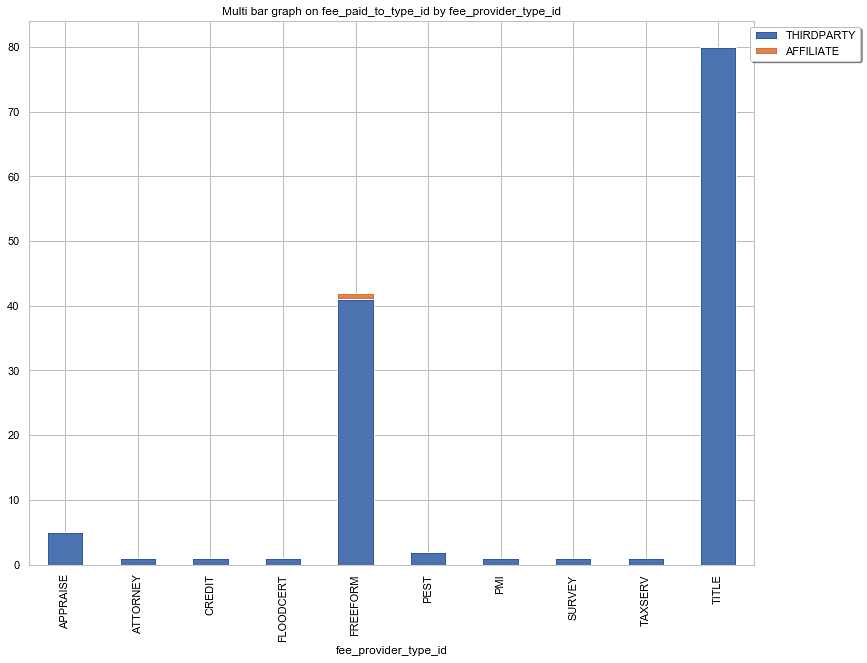 Multi bar graph on fee_paid_to_type_id by fee_provider_type_id
THIRDPARTY
AFFILIATE
80
70
60
50
40
30
20
10
0
APPRAISE
ATTORNEY
CREDIT
FLOODCERT
FREEFORM
PEST
PMI
SURVEY
TAXSERV
TITLE
fee_provider_type_id